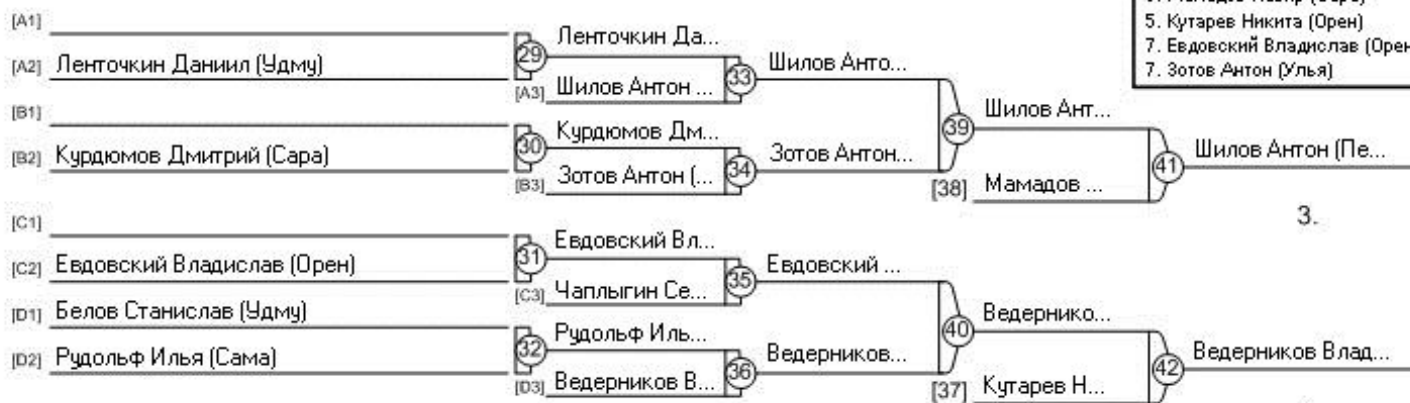 5. Кутарев Никита (Орен)
7. Евдовский Владислав (Орен
7. Зотов Антон (Улья)
[A1]
[A2] Ленточкин Даниил (Удму)
[B1]
[B2] Курдюмов Дмитрий (Сара)
[C1]
[C2] Евдовский Владислав (Орен)
[D1] Белов Станислав (Удму)
[D2] Рудольф Илья (Сама)
29
Ленточкин Да...
[A3] Шилов Антон ...
30
Курдюмов Дм...
[B3] Зотов Антон (...
31
Евдовский Вл...
[C3] Чаплыгин Се...
32
Рудольф Иль...
[D3] Ведерников В...
33
Шилов Анто...
34
Зотов Антон...
35
Евдовский ...
36
Ведерников...
39
Шилов Ант...
[38] Мамадов ...
40
Ведернико...
[37] Кутарев Н...
41
Шилов Антон (Пе...
3.
42
Ведерников Влад...